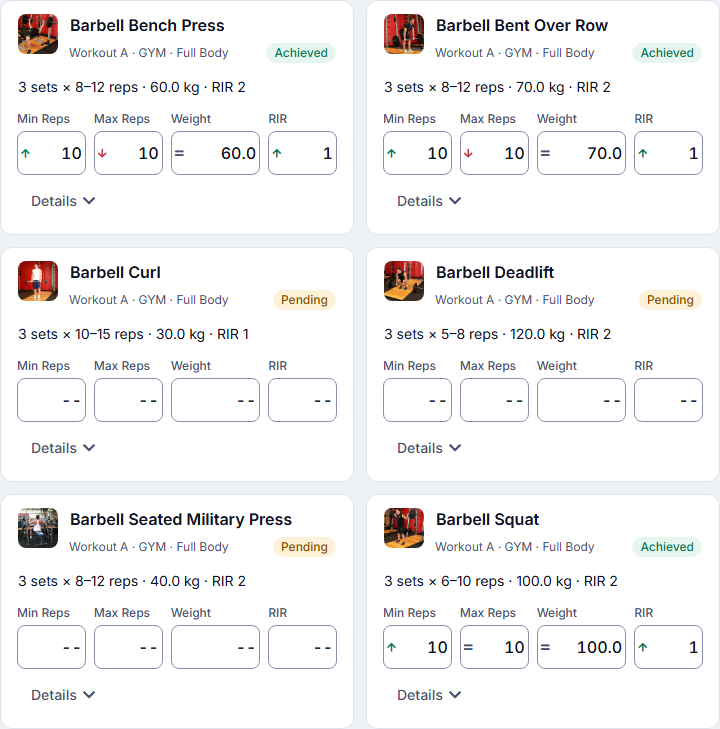 Barbell Bench Press
Workout A · GYM · Full Body
Achieved
3 sets × 8–12 reps · 60.0 kg · RIR 2
Min Reps Max Reps Weight RIR
↑ 10 ↓ 10 = 60.0 ↑ 1
Details
Barbell Bent Over Row
Workout A · GYM · Full Body
Achieved
3 sets × 8–12 reps · 70.0 kg · RIR 2
Min Reps Max Reps Weight RIR
↑ 10 ↓ 10 = 70.0 ↑ 1
Details
Barbell Curl
Workout A · GYM · Full Body
Pending
3 sets × 10–15 reps · 30.0 kg · RIR 1
Min Reps Max Reps Weight RIR
-- -- -- --
Details
Barbell Deadlift
Workout A · GYM · Full Body
Pending
3 sets × 5–8 reps · 120.0 kg · RIR 2
Min Reps Max Reps Weight RIR
-- -- -- --
Details
Barbell Seated Military Press
Workout A · GYM · Full Body
Pending
3 sets × 8–12 reps · 40.0 kg · RIR 2
Min Reps Max Reps Weight RIR
-- -- -- --
Details
Barbell Squat
Workout A · GYM · Full Body
Achieved
3 sets × 6–10 reps · 100.0 kg · RIR 2
Min Reps Max Reps Weight RIR
↑ 10 = 10 = 100.0 ↑ 1
Details